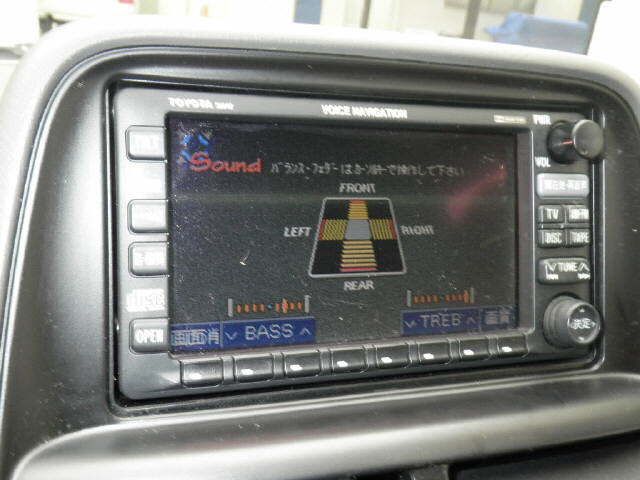 TOYOTA
VOICE NAVIGATION
PWR
VOL
Sound
バランス・フェダーはカーソルキーで操作して下さい
FRONT
LEFT RIGHT
REAR
TV
DISC TAPE
TUNE
DISC
OPEN
画面消
BASS
TREB
画質
決定